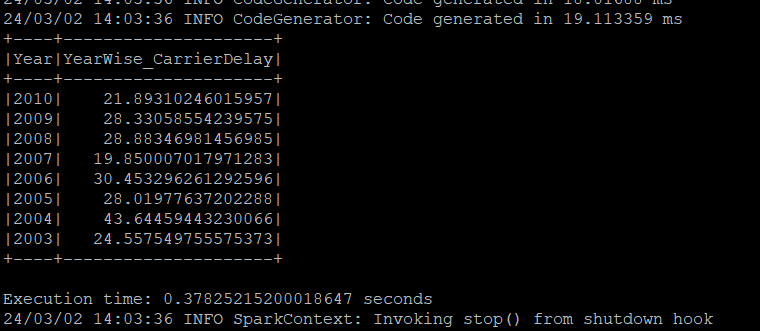 24/03/02 14:03:36 INFO CodeGenerator: Code generated in 18.01666 ms
24/03/02 14:03:36 INFO CodeGenerator: Code generated in 19.113359 ms
+----+---------------------+
|Year|YearWise_CarrierDelay|
+----+---------------------+
|2010|    21.89310246015957|
|2009|    28.33058554239575|
|2008|    28.88346981456985|
|2007|   19.850007017971283|
|2006|   30.453296261292596|
|2005|    28.01977637202288|
|2004|    43.64459443230066|
|2003|   24.557549755575373|
+----+---------------------+
Execution time: 0.37825215200018647 seconds
24/03/02 14:03:36 INFO SparkContext: Invoking stop() from shutdown hook